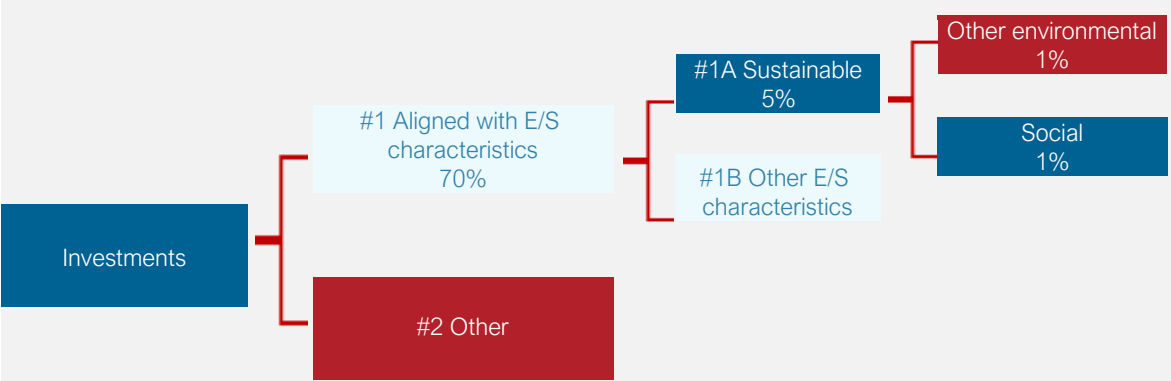 Investments
#1 Aligned with E/S
characteristics
70%
#2 Other
#1A Sustainable
5%
#1B Other E/S
characteristics
Other environmental
1%
Social
1%